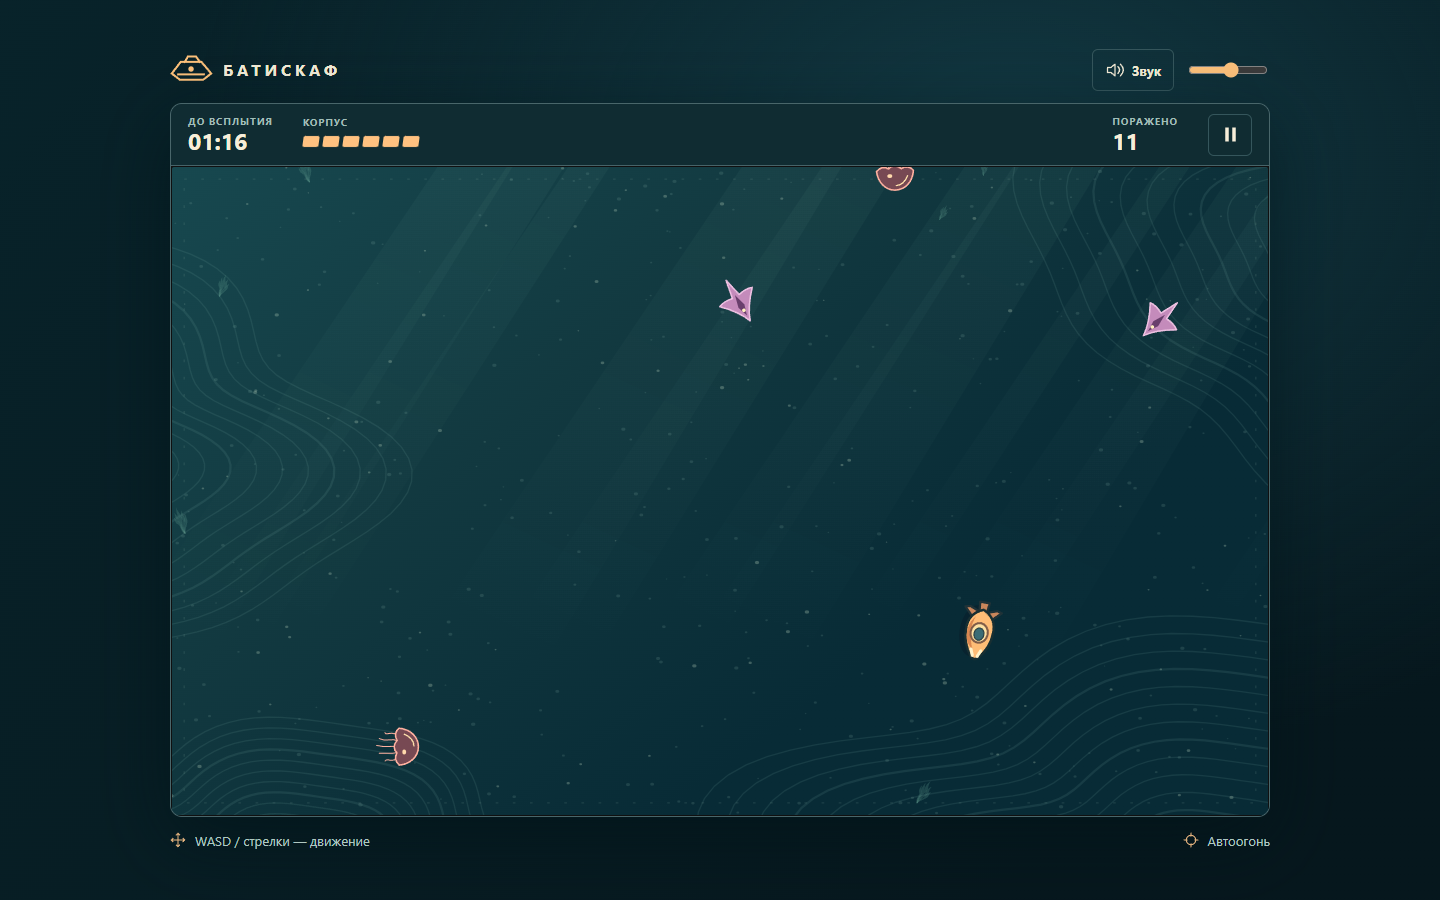 БАТИСКАФ
Звук
ДО ВСПЛЫТИЯ
01:16
КОРПУС
ПОРАЖЕНО
11
WASD / стрелки — движение
Автоогонь